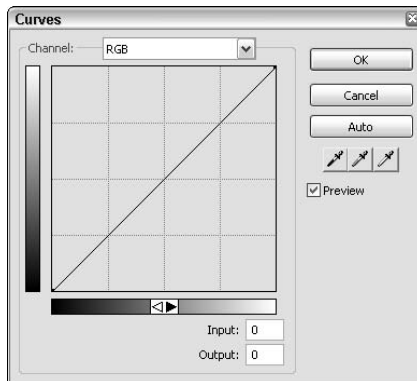 Curves
Channel: RGB
OK
Cancel
Auto
Preview
Input: 0
Output: 0